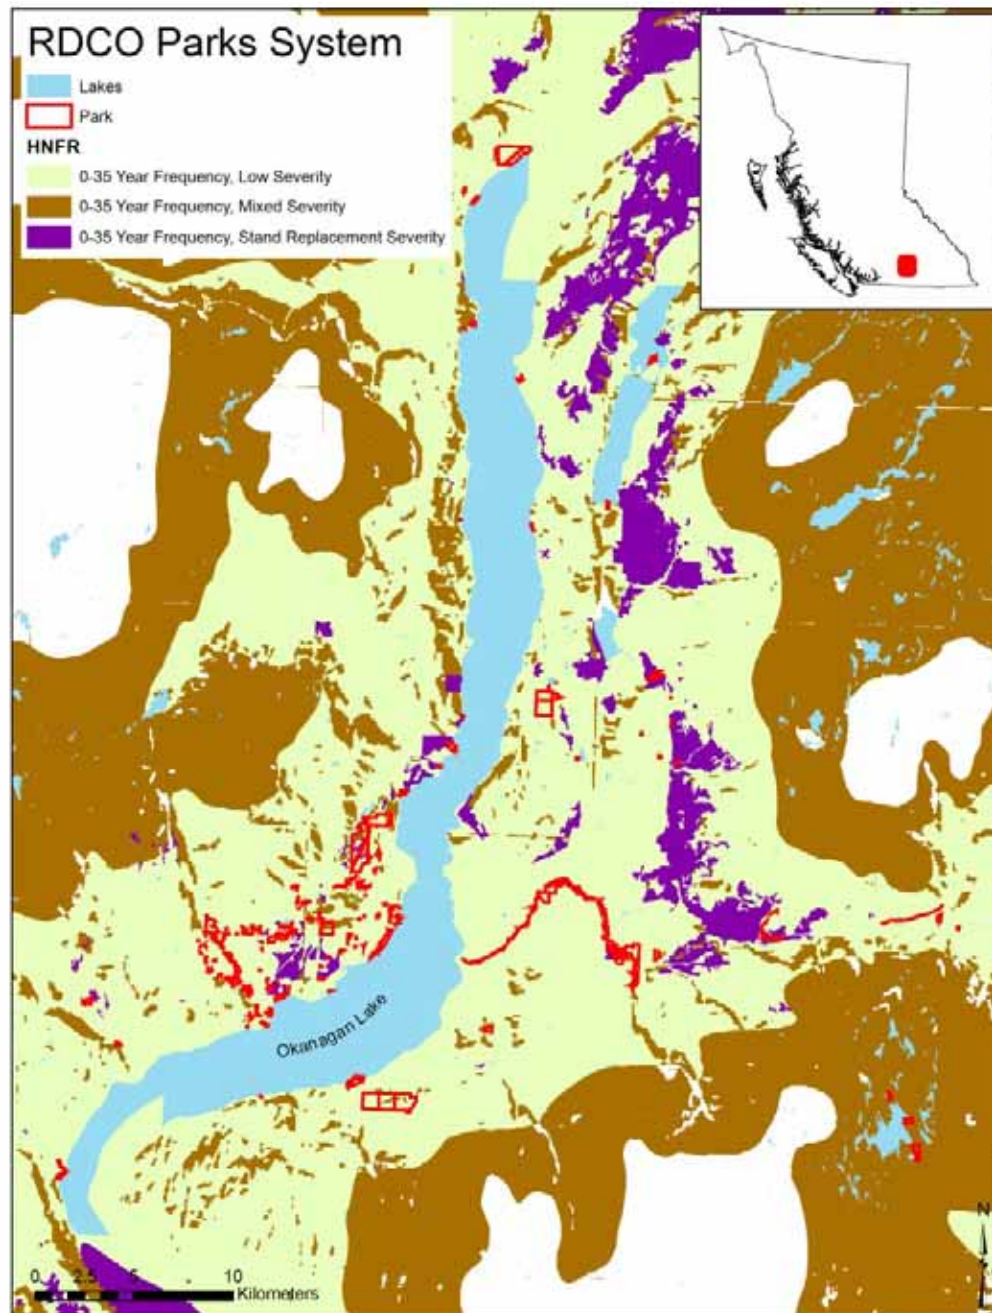 RDCO Parks System
Lakes
Park
HNFR
0-35 Year Frequency, Low Severity
0-35 Year Frequency, Mixed Severity
0-35 Year Frequency, Stand Replacement Severity
Okanagan Lake
N
0 2.5 5 10
Kilometers